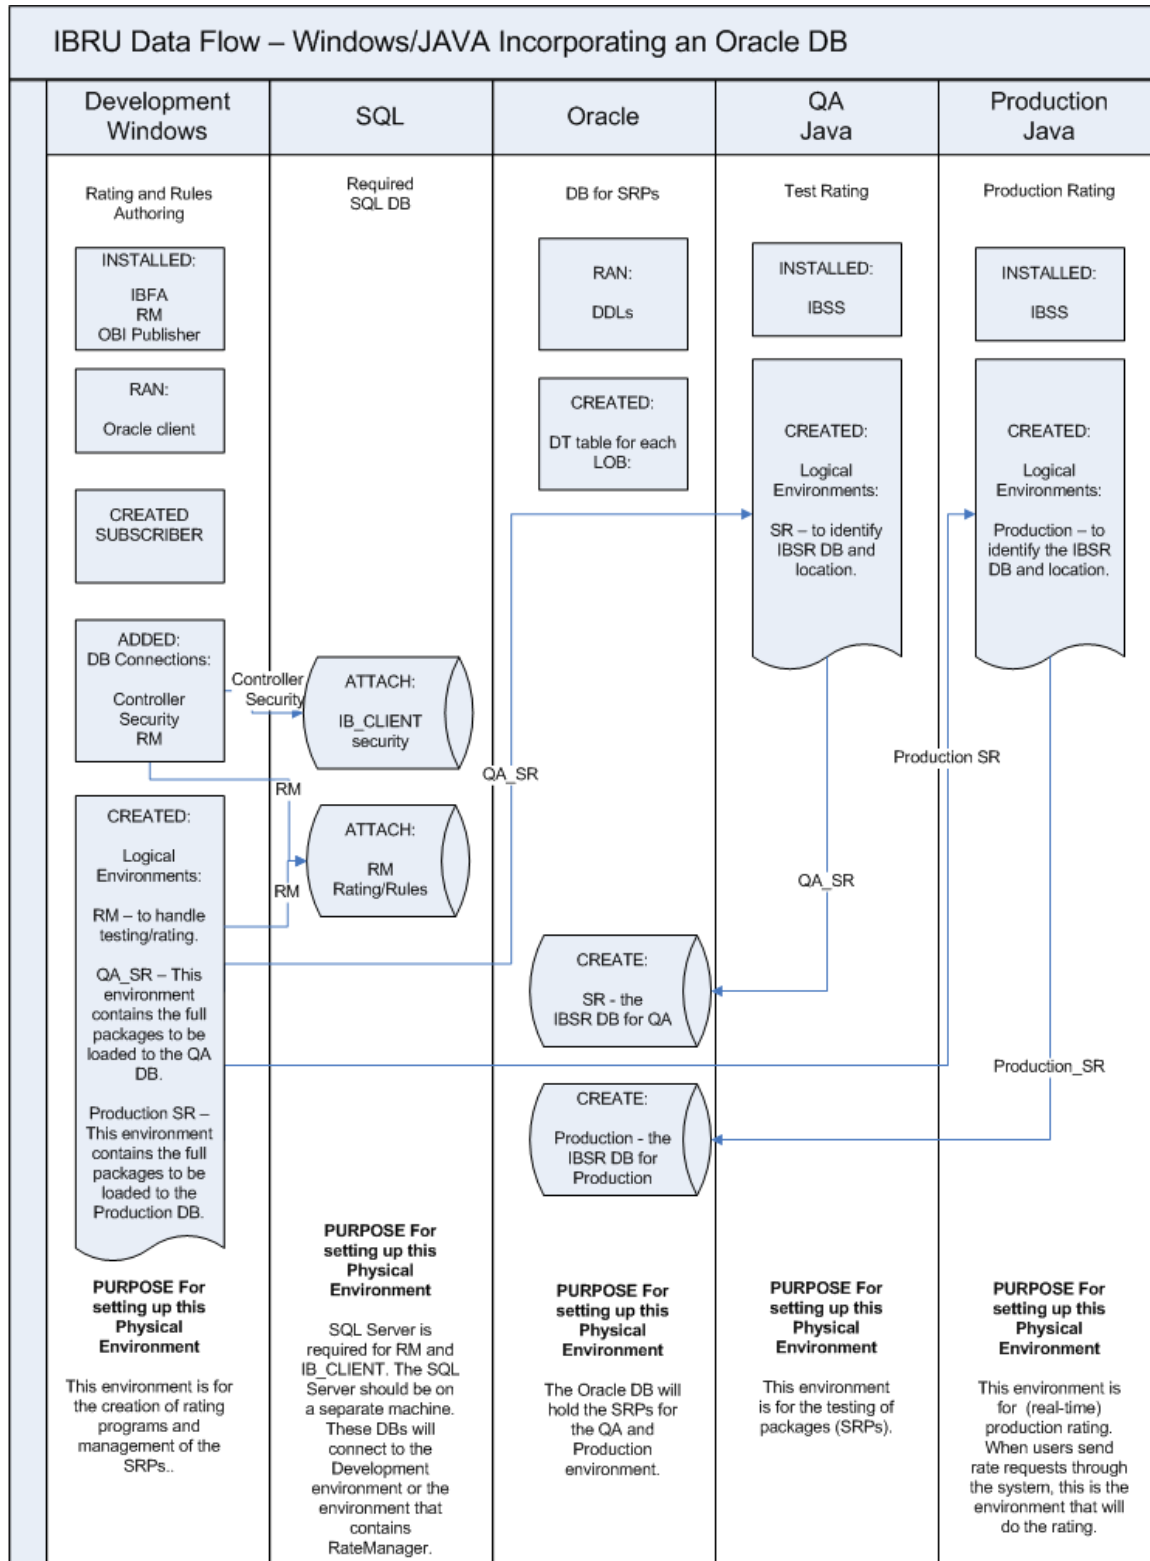 IBRU Data Flow – Windows/JAVA Incorporating an Oracle DB
Development
Windows
SQL
Oracle
QA
Java
Production
Java
Rating and Rules
Authoring
INSTALLED:
IBFA
RM
OBI Publisher
RAN:
Oracle client
CREATED
SUBSCRIBER
ADDED:
DB Connections:
Controller
Security
RM
CREATED:
Logical
Environments:
RM – to handle
testing/rating.
QA_SR – This
environment
contains the full
packages to be
loaded to the QA
DB.
Production SR –
This environment
contains the full
packages to be
loaded to the
Production DB.
PURPOSE For
setting up this
Physical
Environment
This environment is for
the creation of rating
programs and
management of the
SRPs..
Controller
Security
RM
RM
Required
SQL DB
ATTACH:
IB_CLIENT
security
ATTACH:
RM
Rating/Rules
PURPOSE For
setting up this
Physical
Environment
SQL Server is
required for RM and
IB_CLIENT. The SQL
Server should be on
a separate machine.
These DBs will
connect to the
Development
environment or the
environment that
contains
RateManager.
QA_SR
DB for SRPs
RAN:
DDLs
CREATED:
DT table for each
LOB:
CREATE:
SR - the
IBSR DB for QA
CREATE:
Production - the
IBSR DB for
Production
PURPOSE For
setting up this
Physical
Environment
The Oracle DB will
hold the SRPs for
the QA and
Production
environment.
Test Rating
INSTALLED:
IBSS
CREATED:
Logical
Environments:
SR – to identify
IBSR DB and
location.
QA_SR
PURPOSE For
setting up this
Physical
Environment
This environment
is for the testing of
packages (SRPs).
Production SR
Production Rating
INSTALLED:
IBSS
CREATED:
Logical
Environments:
Production – to
identify the IBSR
DB and location.
Production_SR
PURPOSE For
setting up this
Physical
Environment
This environment is
for (real-time)
production rating.
When users send
rate requests through
the system, this is the
environment that will
do the rating.